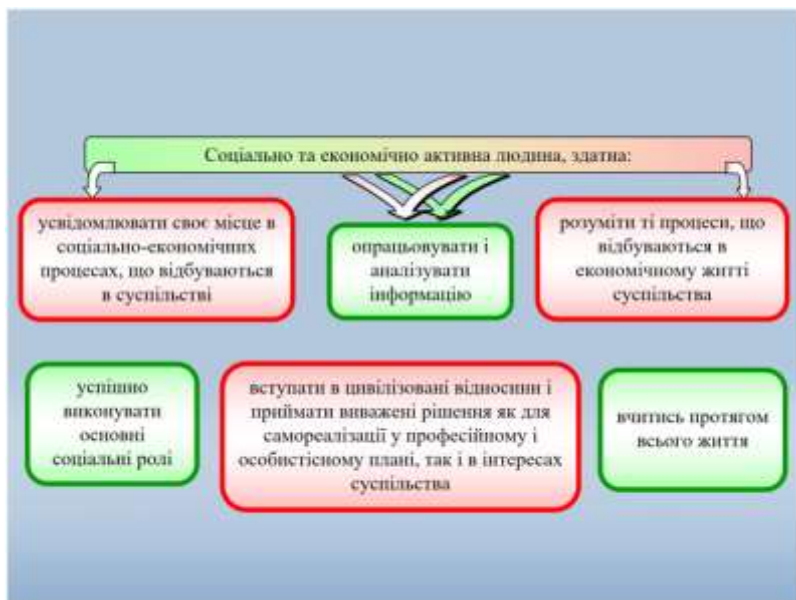 Соціально та економічно активна людина, здатна:
усвідомлювати своє місце в
соціально-економічних
процесах, що відбуваються
в суспільстві
опрацьовувати і
аналізувати
інформацію
розуміти ті процеси, що
відбуваються в
економічному житті
суспільства
успішно
виконувати
основні
соціальні ролі
вступати в цивілізовані відносини і
приймати виважені рішення як для
самореалізації у професійному і
особистісному плані, так і в інтересах
суспільства
вчитись протягом
всього життя